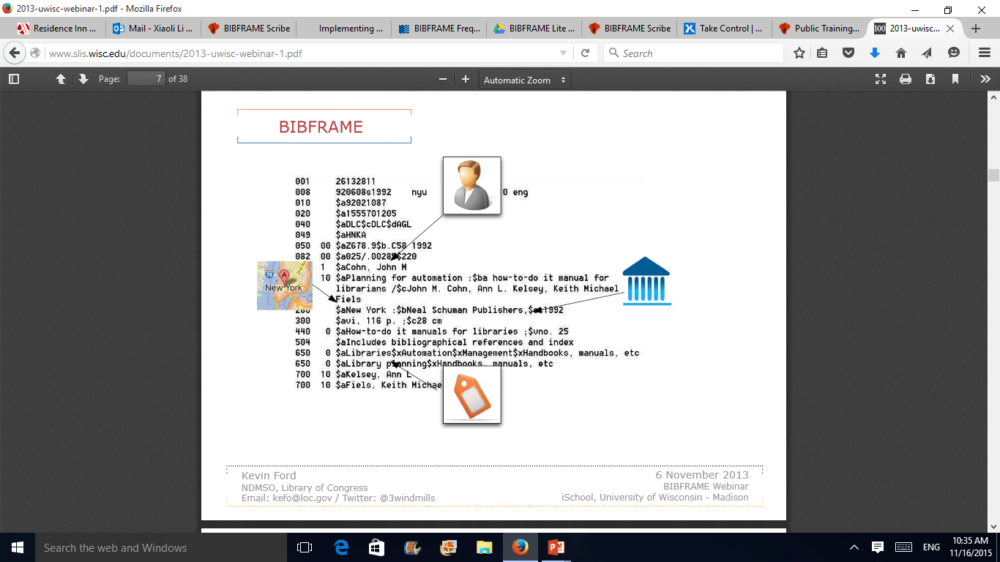 2013-uwisc-webinar-1.pdf - Mozilla Firefox
Residence Inn ...
Mail - Xiaoli Li ...
BIBFRAME Scribe
Implementing ...
BIBFRAME Freq...
BIBFRAME Lite ...
BIBFRAME Scribe
Take Control | ...
Public Training...
100
2013-uwisc...
www.slis.wisc.edu/documents/2013-uwisc-webinar-1.pdf
Search
Page: 7 of 38
Automatic Zoom
BIBFRAME
001 26132811
008 920608s1992 nyu 0 eng
010 $a92021087
020 $a1555701205
040 $aDLC$cDLC$dAGL
049 $aHNKA
050 00 $aZ678.9$b.C58 1992
082 00 $a025/.0028 $220
1 $aCohn, John M
10 $aPlanning for automation :$ba how-to-do it manual for
librarians /$cJohn M. Cohn, Ann L. Kelsey, Keith Michael
Fiels
$aNew York :$bNeal Schuman Publishers,$ 1992
300 $avi, 116 p. ;$c28 cm
440 0 $aHow-to-do it manuals for libraries ;$vno. 25
504 $aIncludes bibliographical references and index
650 0 $aLibraries$xAutomation$xManagement$xHandbooks, manuals, etc
650 0 $aLibrary planning$xHandbooks, manuals, etc
700 10 $aKelsey, Ann L
700 10 $aFiels, Keith Michae
78
A
New York
Kevin Ford
NDMSO, Library of Congress
Email: kefo@loc.gov / Twitter: @3windmills
6 November 2013
BIBFRAME Webinar
iSchool, University of Wisconsin - Madison
Search the web and Windows
ENG
10:35 AM
11/16/2015